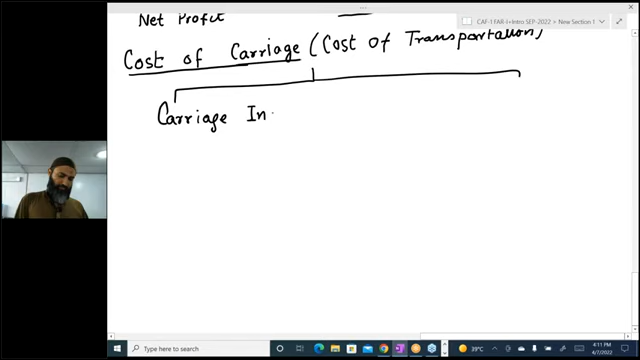 CAF-1 FAR-I+Intro SEP-2022 > New Section 1
Net Profit
Cost of Carriage (Cost of Transportation)
Carriage In
Type here to search
39°C
4:11 PM
4/7/2022